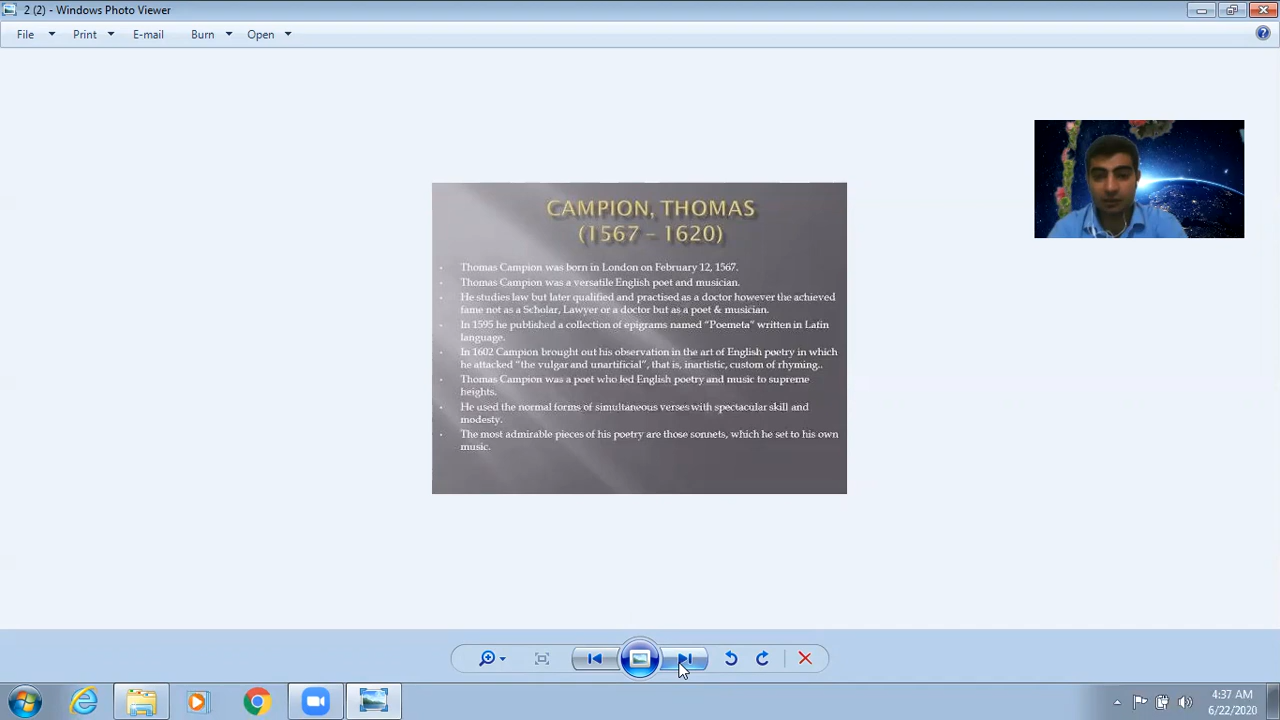 2 (2) - Windows Photo Viewer
File Print E-mail Burn Open
CAMPION, THOMAS
(1567 – 1620)
Thomas Campion was born in London on February 12, 1567.
Thomas Campion was a versatile English poet and musician.
He studies law but later qualified and practised as a doctor however the achieved
fame not as a Scholar, Lawyer or a doctor but as a poet & musician.
In 1595 he published a collection of epigrams named "Poemeta" written in Latin
language.
In 1602 Campion brought out his observation in the art of English poetry in which
he attacked "the vulgar and unartificial", that is, inartistic, custom of rhyming..
Thomas Campion was a poet who led English poetry and music to supreme
heights.
He used the normal forms of simultaneous verses with spectacular skill and
modesty.
The most admirable pieces of his poetry are those sonnets, which he set to his own
music.
4:37 AM
6/22/2020